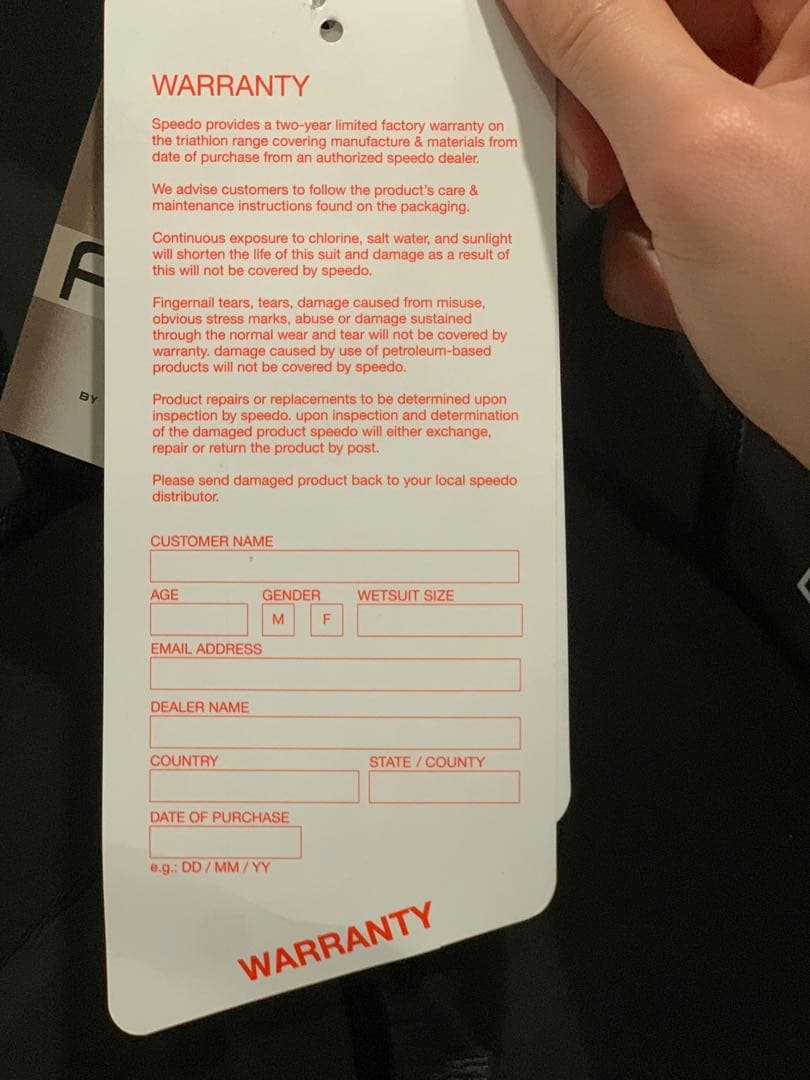 WARRANTY
Speedo provides a two-year limited factory warranty on
the triathlon range covering manufacture & materials from
date of purchase from an authorized speedo dealer.
We advise customers to follow the product's care &
maintenance instructions found on the packaging.
Continuous exposure to chlorine, salt water, and sunlight
will shorten the life of this suit and damage as a result of
this will not be covered by speedo.
Fingernail tears, tears, damage caused from misuse,
obvious stress marks, abuse or damage sustained
through the normal wear and tear will not be covered by
warranty. damage caused by use of petroleum-based
products will not be covered by speedo.
Product repairs or replacements to be determined upon
inspection by speedo. upon inspection and determination
of the damaged product speedo will either exchange,
repair or return the product by post.
Please send damaged product back to your local speedo
distributor.
CUSTOMER NAME
AGE GENDER WETSUIT SIZE
M F
EMAIL ADDRESS
DEALER NAME
COUNTRY STATE / COUNTY
DATE OF PURCHASE
e.g.: DD / MM / YY
WARRANTY
BY